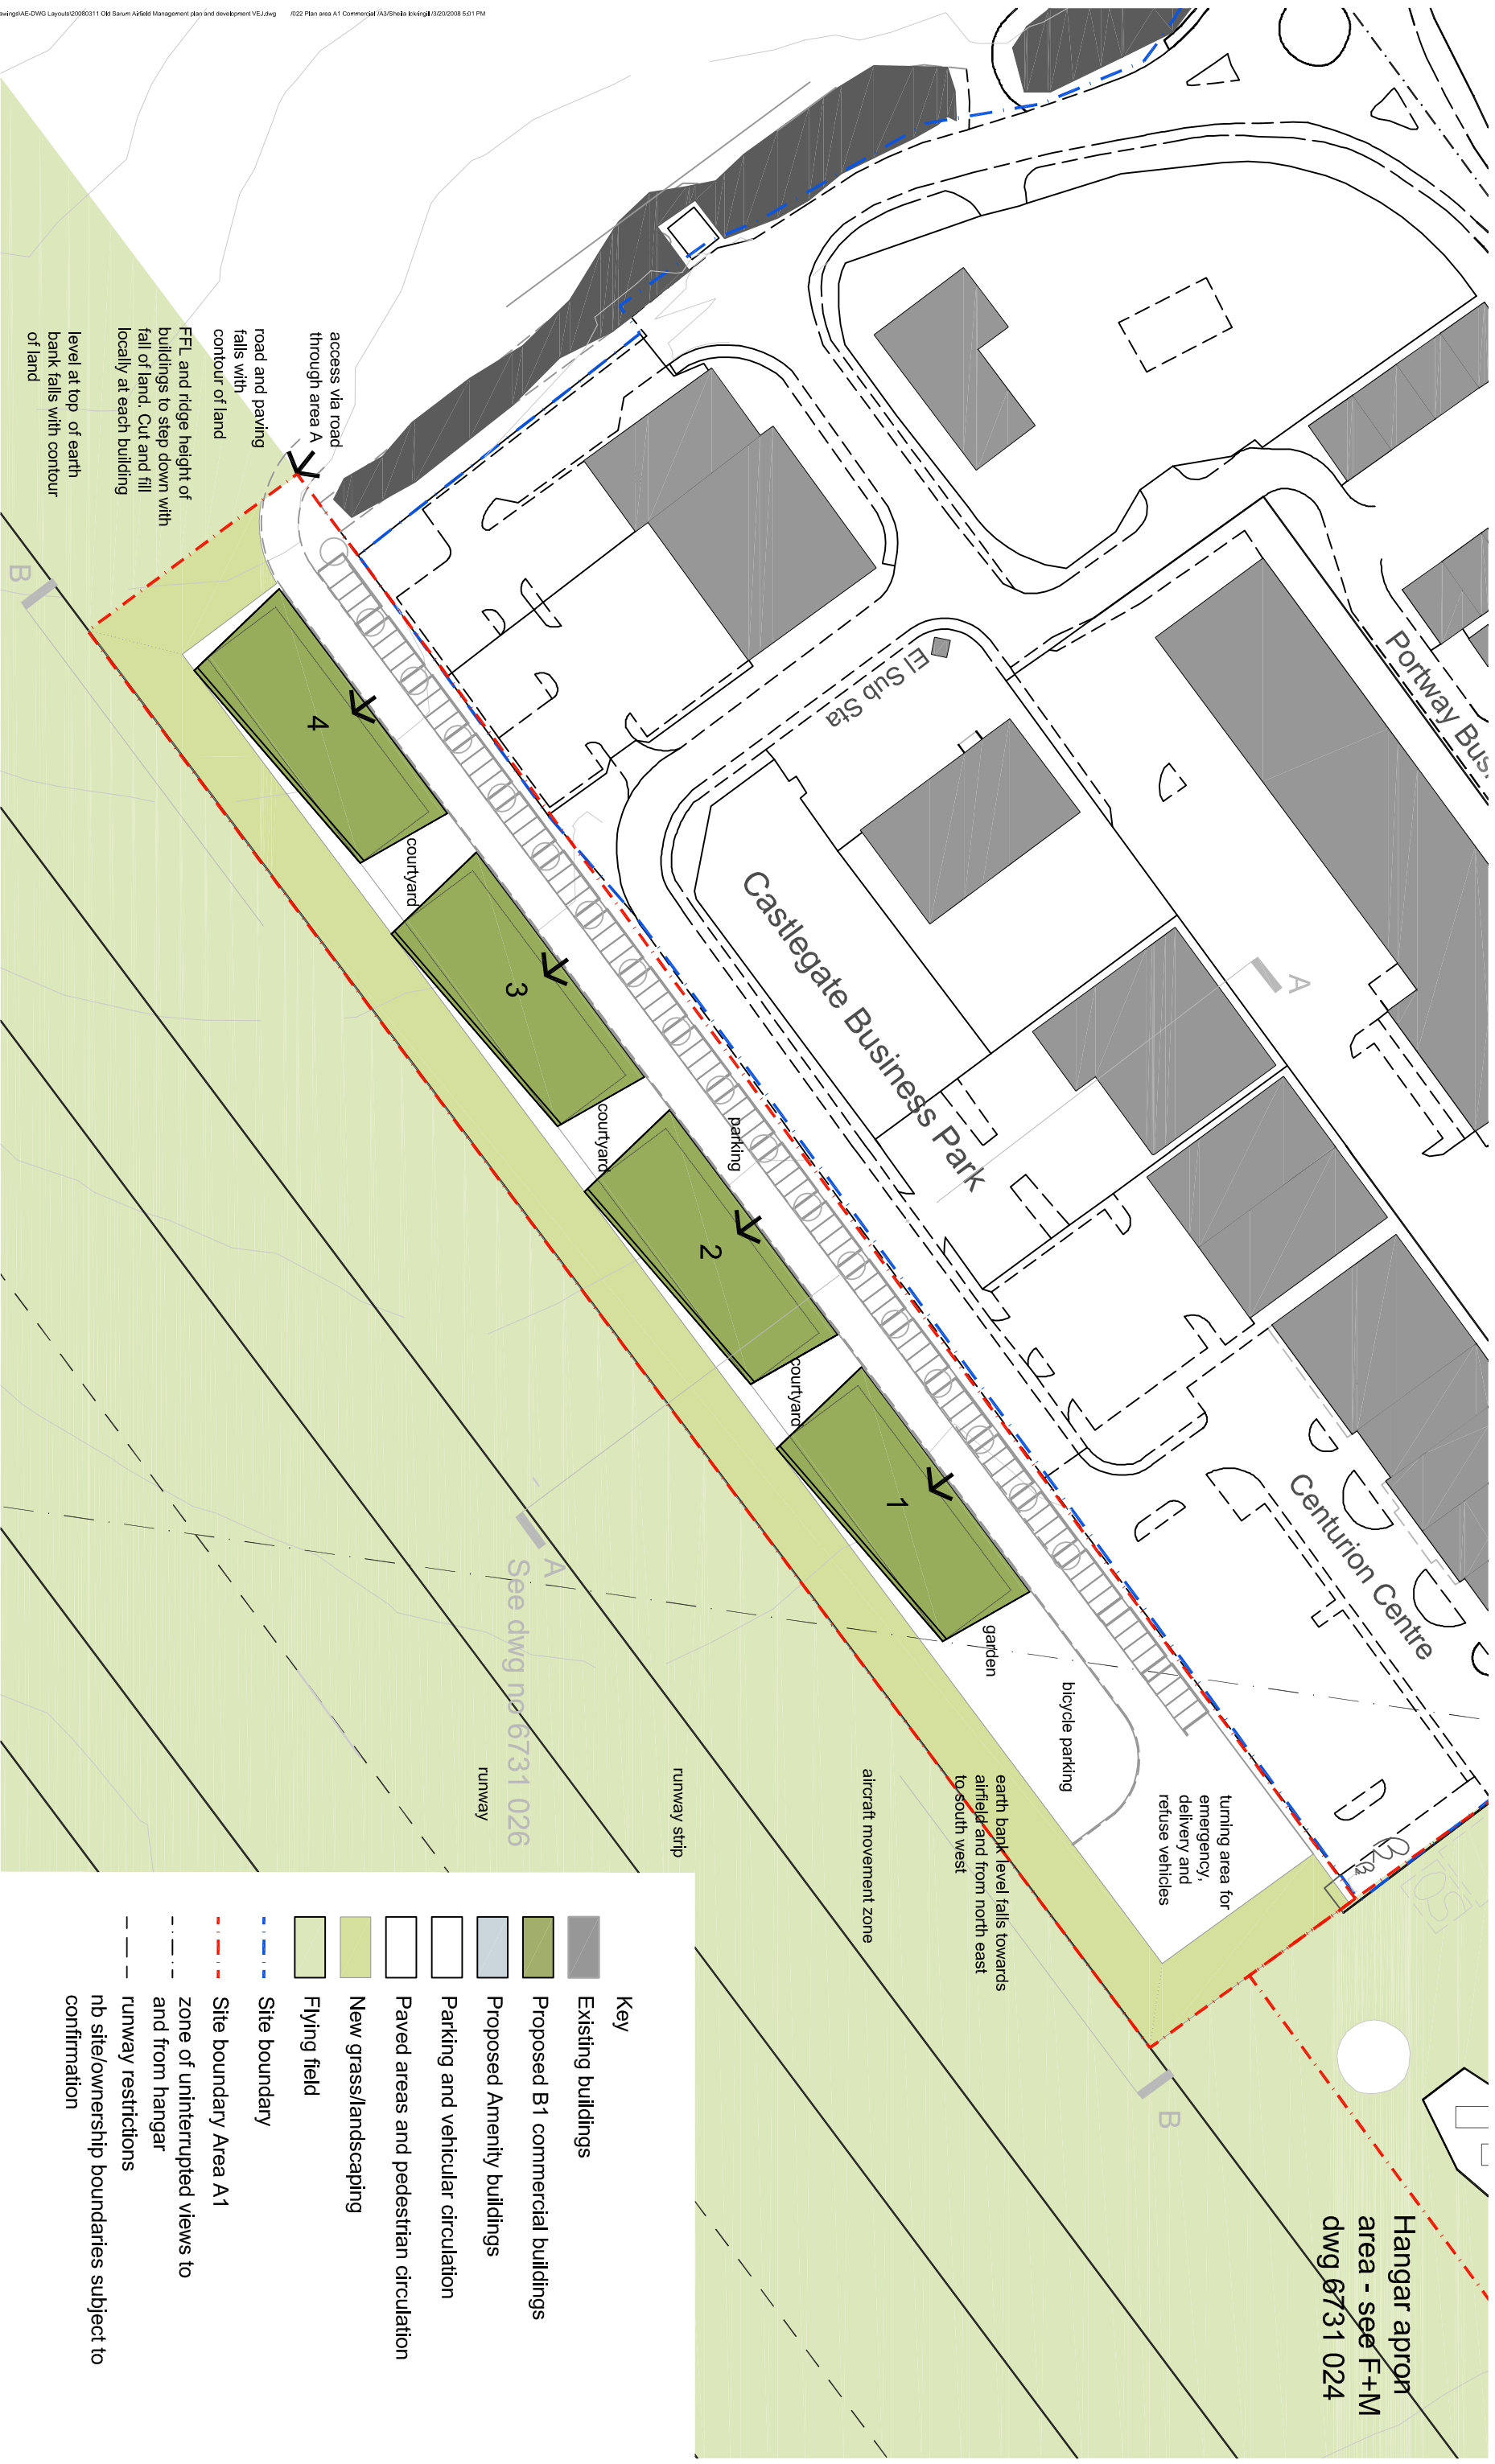 /022 Plan area A1 Commercial
Portway Bus
El Sub Sta
A
Castlegate Business Park
Centurion Centre
access via road
through area A
road and paving
falls with
contour of land
FFL and ridge height of
buildings to step down with
fall of land. Cut and fill
locally at each building
level at top of earth
bank falls with contour
of land
B
4
courtyard
3
courtyard
parking
2
courtyard
1
garden
bicycle parking
turning area for
emergency,
delivery and
refuse vehicles
earth bank level falls towards
airfield and from north east
to south west
aircraft movement zone
runway strip
runway
A
See dwg no 6731 026
B
Hangar apron
area - see F+M
dwg 6731 024
Key
Existing buildings
Proposed B1 commercial buildings
Proposed Amenity buildings
Parking and vehicular circulation
Paved areas and pedestrian circulation
New grass/landscaping
Flying field
Site boundary
Site boundary Area A1
zone of uninterrupted views to
and from hangar
runway restrictions
nb site/ownership boundaries subject to
confirmation